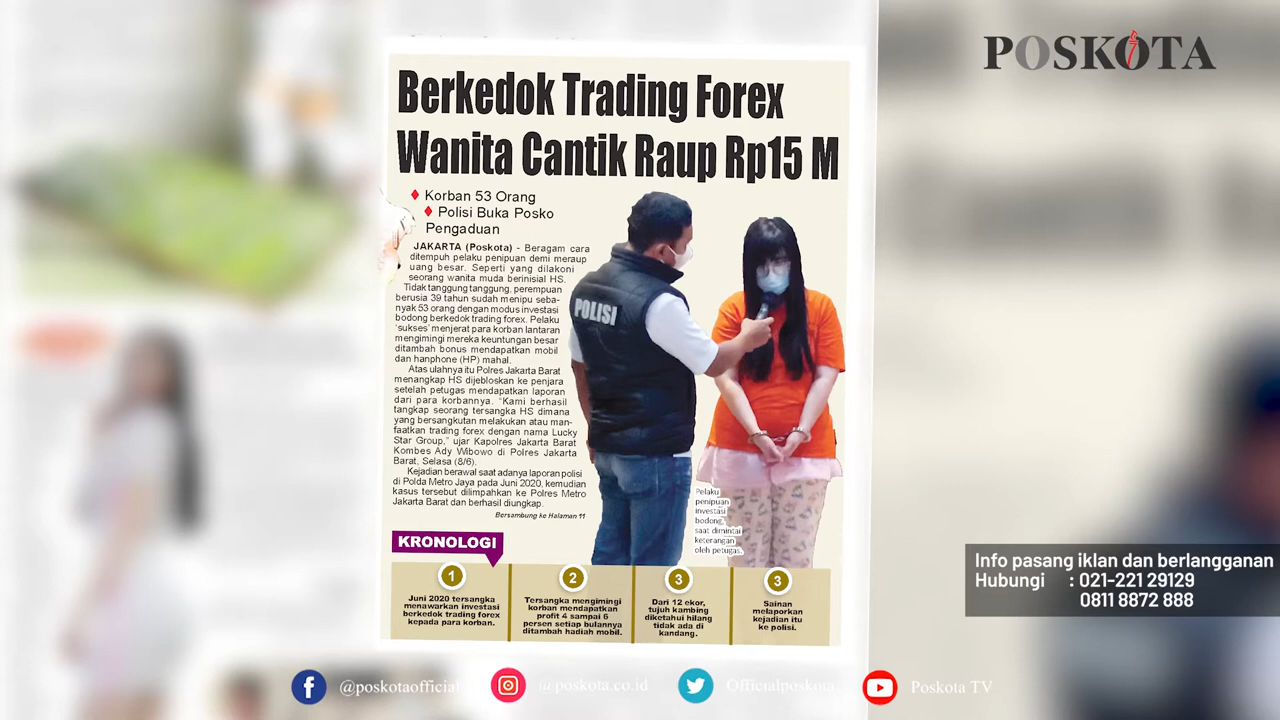 POSKOTA
Berkedok Trading Forex
Wanita Cantik Raup Rp15 M
Korban 53 Orang
Polisi Buka Posko
Pengaduan
JAKARTA (Poskota) - Beragam cara
ditempuh pelaku penipuan demi meraup
uang besar. Seperti yang dilakoni
seorang wanita muda berinisial HS.
Tidak tanggung tanggung, perempuan
berusia 39 tahun sudah menipu seba-
nyak 53 orang dengan modus investasi
bodong berkedok trading forex. Pelaku
'sukses' menjerat para korban lantaran
mengimingi mereka keuntungan besar
ditambah bonus mendapatkan mobil
dan hanphone (HP) mahal.
Atas ulahnya itu Polres Jakarta Barat
menangkap HS dijebloskan ke penjara
setelah petugas mendapatkan laporan
dari para korbannya. "Kami berhasil
tangkap seorang tersangka HS dimana
yang bersangkutan melakukan atau man-
faatkan trading forex dengan nama Lucky
Star Group," ujar Kapolres Jakarta Barat
Kombes Ady Wibowo di Polres Jakarta
Barat, Selasa (8/6).
Kejadian berawal saat adanya laporan polisi
di Polda Metro Jaya pada Juni 2020, kemudian
kasus tersebut dilimpahkan ke Polres Metro
Jakarta Barat dan berhasil diungkap.
Bersambung ke Halaman 11
POLISI
Pelaku
penipuan
investasi
bodong,
saat dimintai
keterangan
oleh petugas.
KRONOLOGI
1
Juni 2020 tersangka
menawarkan investasi
berkedok trading forex
kepada para korban.
2
Tersangka mengimingi
korban mendapatkan
profit 4 sampai 6
persen setiap bulannya
ditambah hadiah mobil.
3
Dari 12 ekor,
tujuh kambing
diketahui hilang
tidak ada di
kandang.
3
Sainan
melaporkan
kejadian itu
ke polisi.
Info pasang iklan dan berlangganan
Hubungi : 021-221 29129
0811 8872 888
@poskotaofficial
@poskota.co.id
Officialposkota
Poskota TV